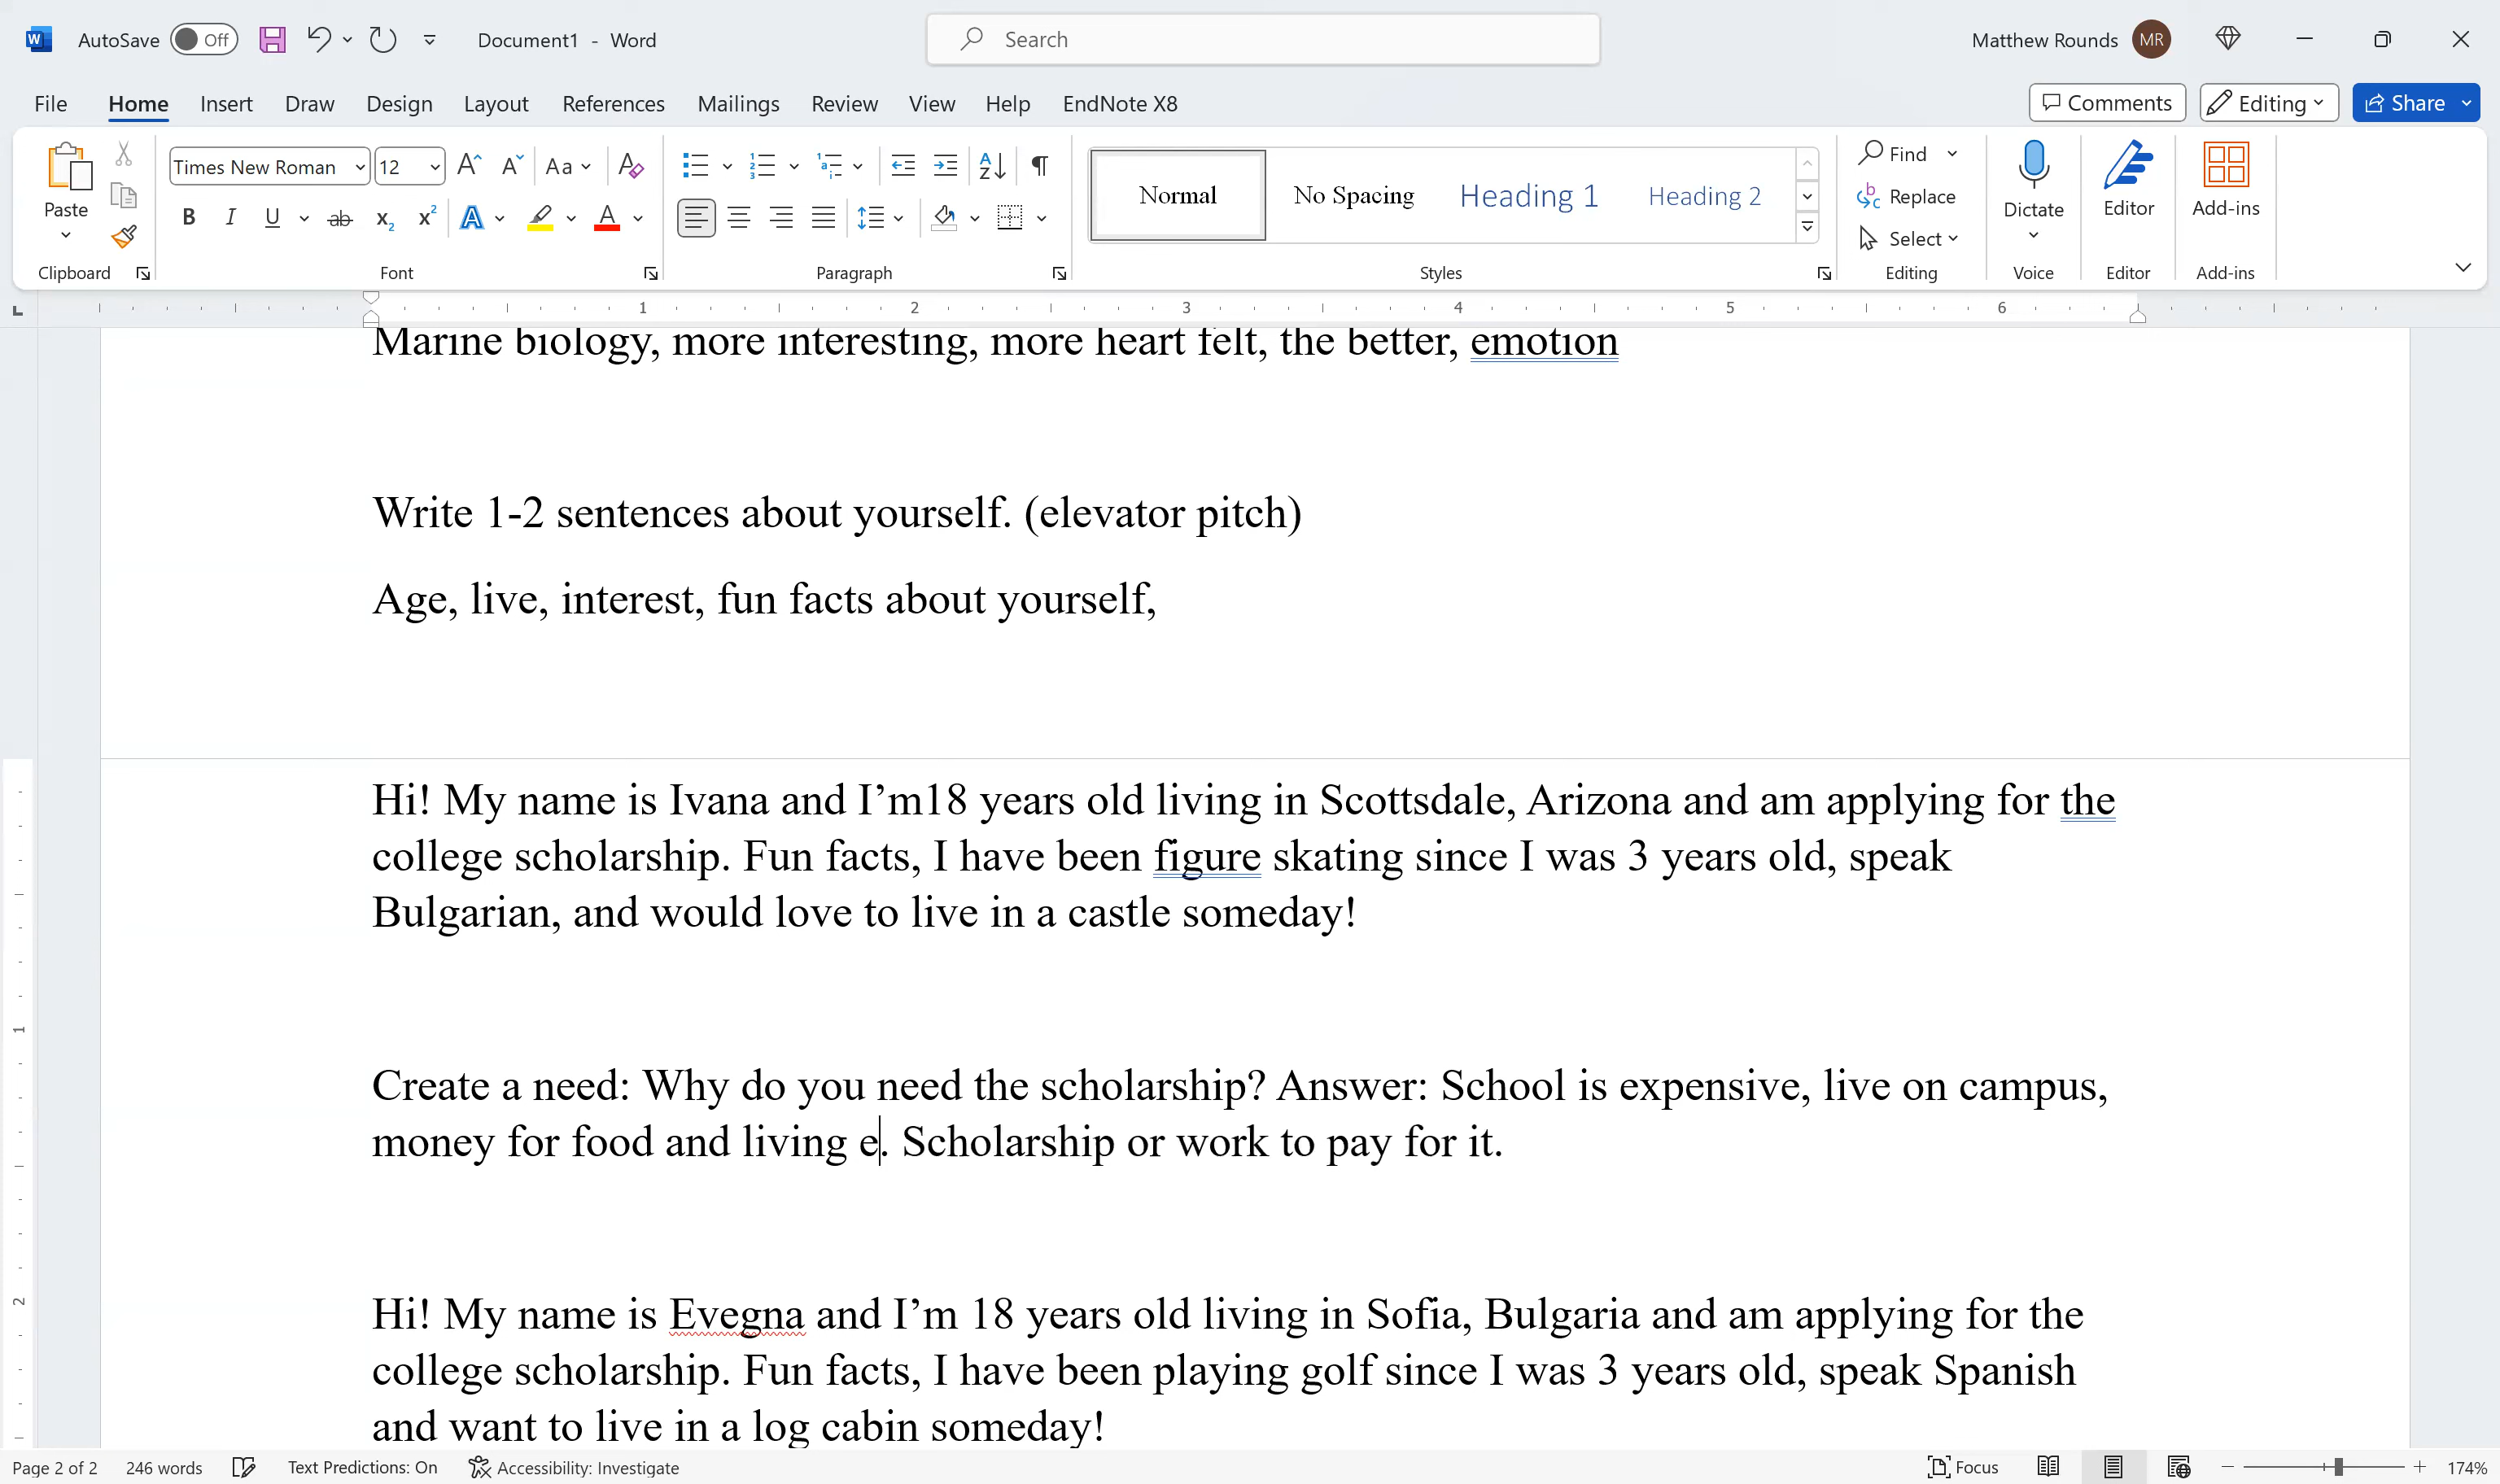 AutoSave Off Document1 - Word Search Matthew Rounds MR
File Home Insert Draw Design Layout References Mailings Review View Help EndNote X8 Comments Editing Share
Paste Times New Roman 12 Aa Normal No Spacing Heading 1 Heading 2 Find Replace Select Dictate Editor Add-ins
Clipboard Font Paragraph Styles Editing Voice Editor Add-ins
1 2 3 4 5 6
Marine biology, more interesting, more heart felt, the better, emotion
Write 1-2 sentences about yourself. (elevator pitch)
Age, live, interest, fun facts about yourself,
Hi! My name is Ivana and I’m18 years old living in Scottsdale, Arizona and am applying for the
college scholarship. Fun facts, I have been figure skating since I was 3 years old, speak
Bulgarian, and would love to live in a castle someday!
Create a need: Why do you need the scholarship? Answer: School is expensive, live on campus,
money for food and living e. Scholarship or work to pay for it.
Hi! My name is Evegna and I’m 18 years old living in Sofia, Bulgaria and am applying for the
college scholarship. Fun facts, I have been playing golf since I was 3 years old, speak Spanish
and want to live in a log cabin someday!
1
2
Page 2 of 2 246 words Text Predictions: On Accessibility: Investigate Focus 174%